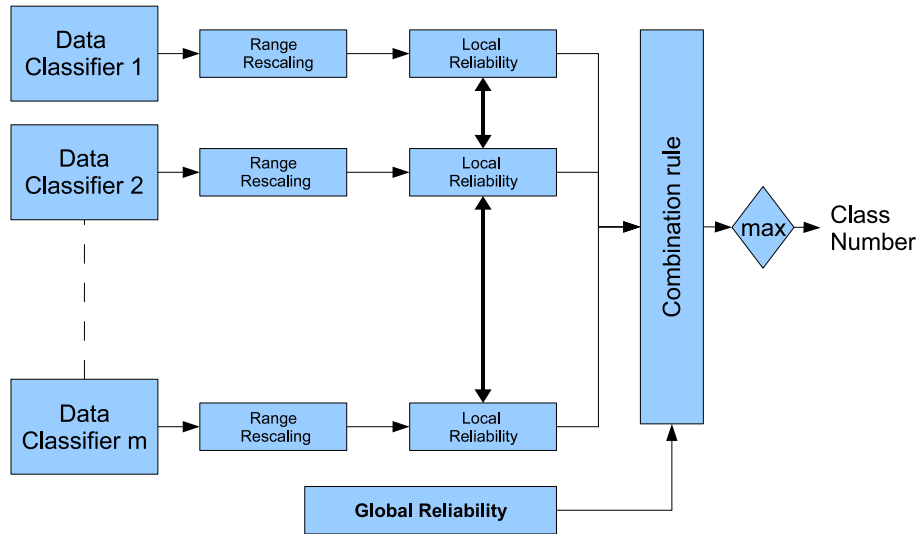 Data
Classifier 1
Range
Rescaling
Local
Reliability
Data
Classifier 2
Range
Rescaling
Local
Reliability
Combination rule
max
Class
Number
Data
Classifier m
Range
Rescaling
Local
Reliability
Global Reliability